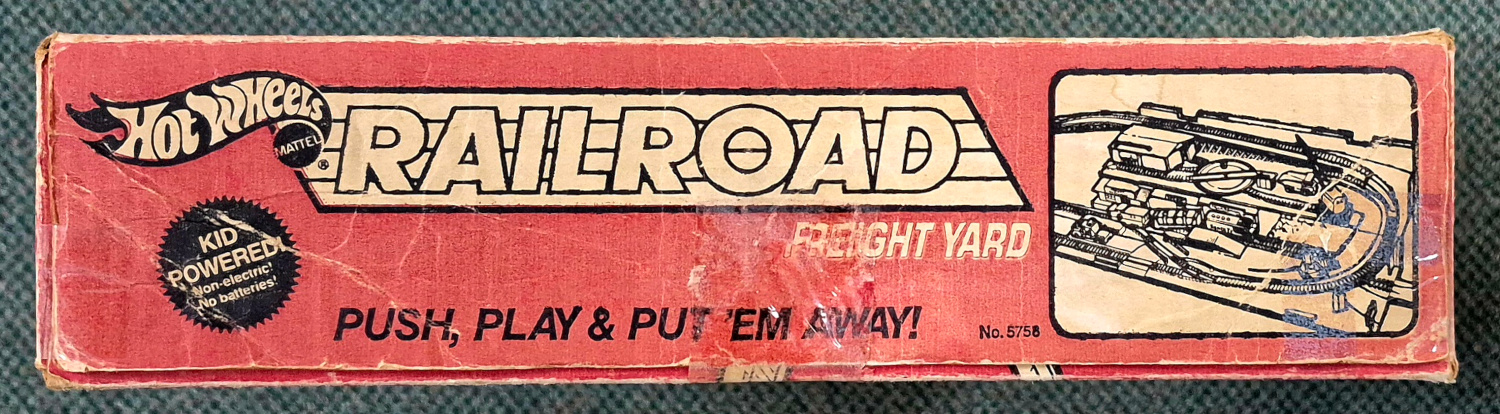 Hot Wheels
MATTEL
®
RAILROAD
FREIGHT YARD
KID
POWERED!
Non-electric!
No batteries!
PUSH, PLAY & PUT 'EM AWAY!
No. 5758